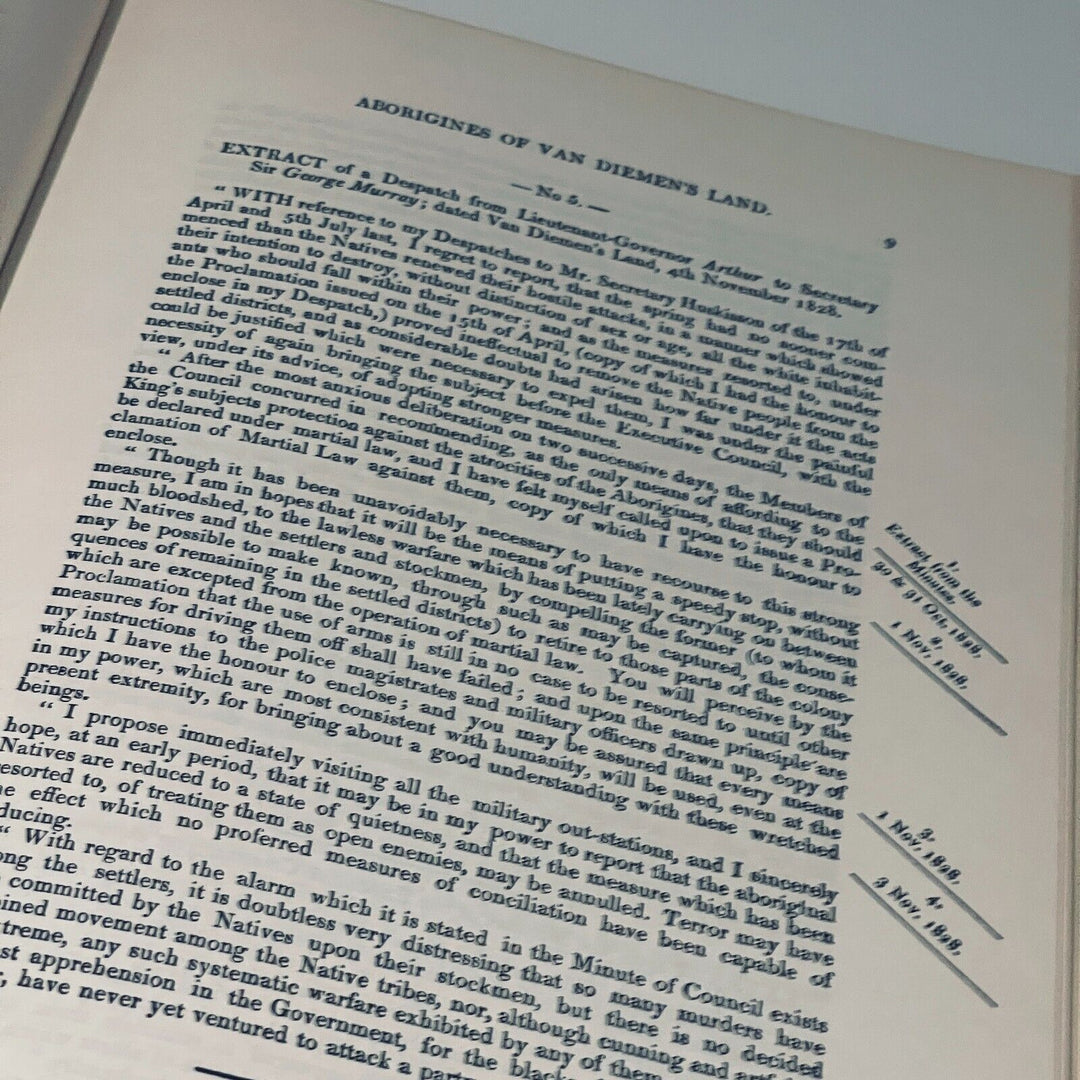 ABORIGINES OF VAN DIEMEN'S LAND.
9
— No 5. —
EXTRACT of a Despatch from Lieutenant-Governor Arthur to Secretary
Sir George Murray; dated Van Diemen's Land, 4th November 1828.
" WITH reference to my Despatches to Mr. Secretary Huskisson of the 17th of
April and 5th July last, I regret to report, that the spring had no sooner com-
menced than the Natives renewed their hostile attacks, in a manner which showed
their intention to destroy, without distinction of sex or age, all the white inhabit-
ants who should fall within their power; and as the measures resorted to, under
the Proclamation issued on the 15th of April, (copy of which I had the honour to
enclose in my Despatch,) proved ineffectual to remove the Native people from the
settled districts, and as considerable doubts had arisen how far under it the acts
could be justified which were necessary to expel them, I was under the painful
necessity of again bringing the subject before the Executive Council, with the
view, under its advice, of adopting stronger measures.
" After the most anxious deliberation on two successive days, the Members of
the Council concurred in recommending, as the only means of affording to the
King's subjects protection against the atrocities of the Aborigines, that they should
be declared under martial law, and I have felt myself called upon to issue a Pro-
clamation of Martial Law against them, copy of which I have the honour to
enclose.
" Though it has been unavoidably necessary to have recourse to this strong
measure, I am in hopes that it will be the means of putting a speedy stop, without
much bloodshed, to the lawless warfare which has been lately carrying on between
the Natives and the settlers and stockmen, by compelling the former (to whom it
may be possible to make known, through such as may be captured, the conse-
quences of remaining in the settled districts) to retire to those parts of the colony
which are excepted from the operation of martial law. You will perceive by the
Proclamation that the use of arms is still in no case to be resorted to until other
measures for driving them off shall have failed; and upon the same principle are
my instructions to the police magistrates and military officers drawn up, copy of
which I have the honour to enclose; and you may be assured that every means
in my power, which are most consistent with humanity, will be used, even at the
present extremity, for bringing about a good understanding with these wretched
beings.
" I propose immediately visiting all the military out-stations, and I sincerely
hope, at an early period, that it may be in my power to report that the aboriginal
Natives are reduced to a state of quietness, and that the measure which has been
resorted to, of treating them as open enemies, may be annulled. Terror may have
effect which no proferred measures of conciliation have been capable of
ducing.
" With regard to the alarm which it is stated in the Minute of Council exists
ong the settlers, it is doubtless very distressing that so many murders have
committed by the Natives upon their stockmen, but there is no decided
ined movement among the Native tribes, nor, although cunning and
treme, any such systematic warfare exhibited by any of them
st apprehension in the Government, for the
have never yet ventured to attack a
1.
Extract from the
Minutes,
30 & 31 Oct. 1828.
2.
1 Nov. 1828.
3.
1 Nov. 1828.
4.
3 Nov. 1828.